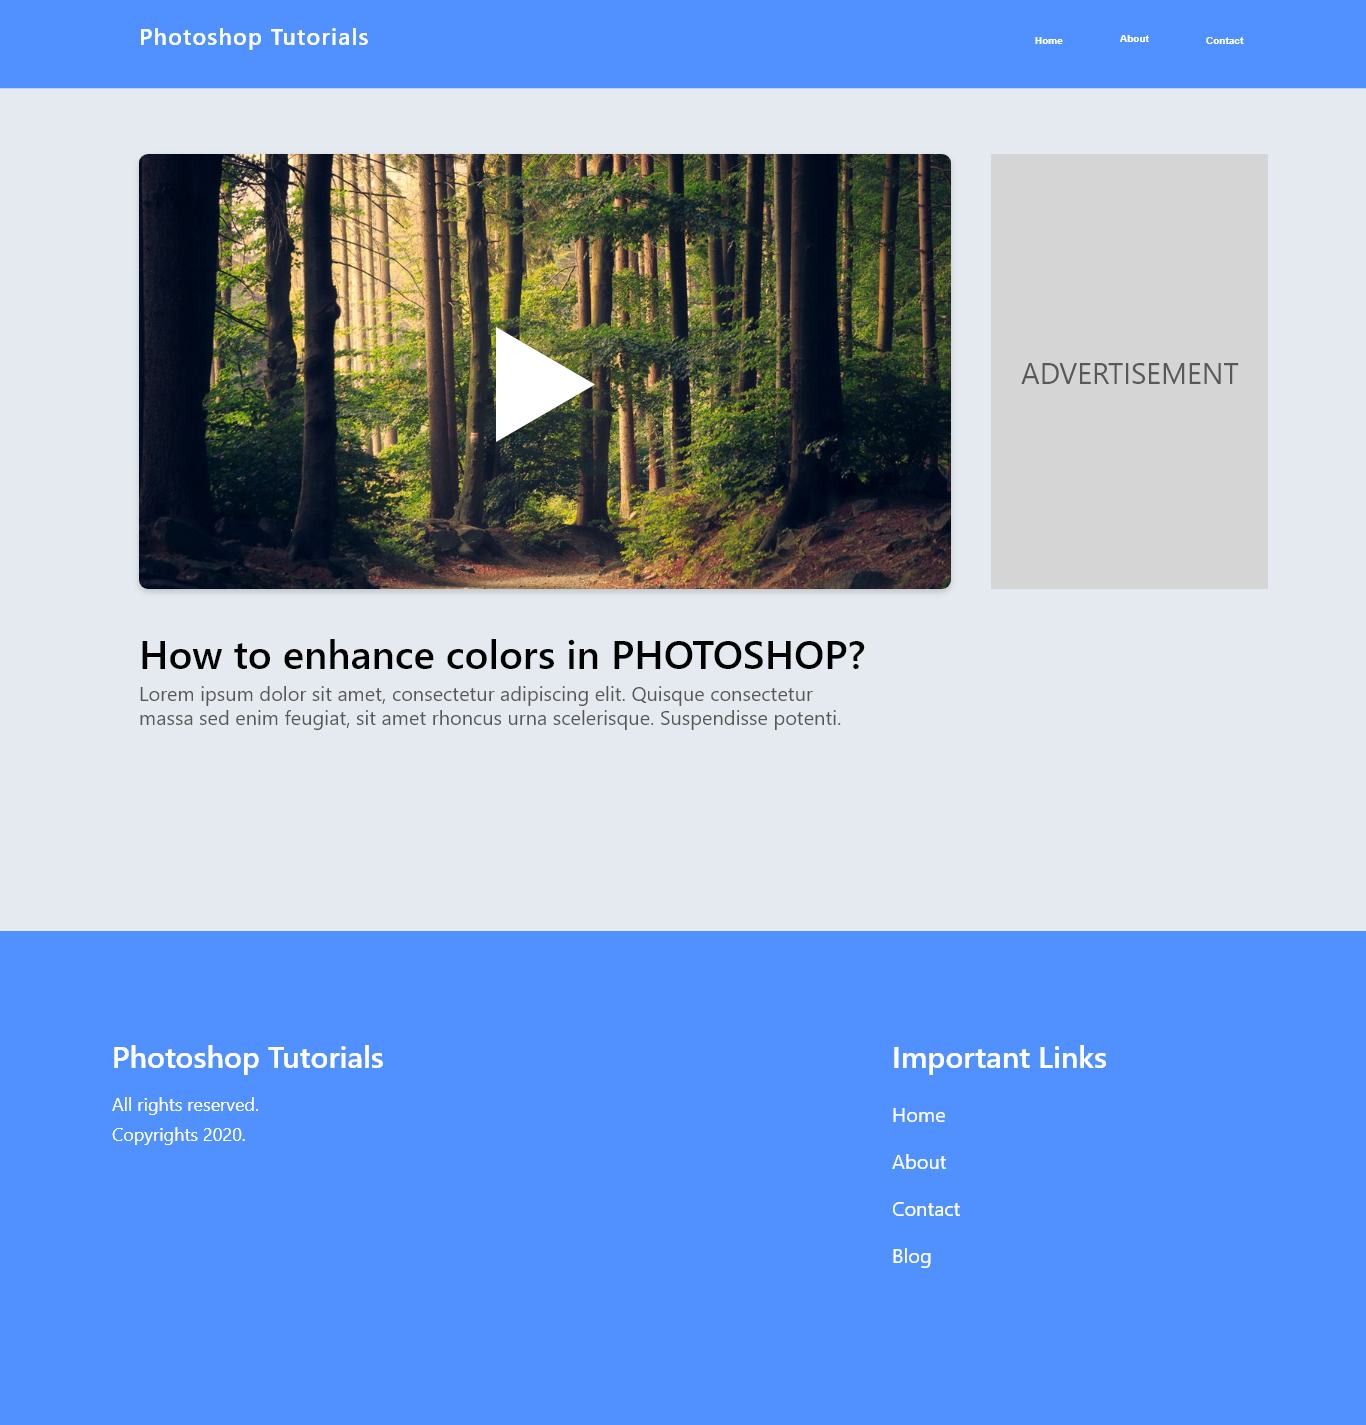 Photoshop Tutorials
Home
About
Contact
ADVERTISEMENT
How to enhance colors in PHOTOSHOP?
Lorem ipsum dolor sit amet, consectetur adipiscing elit. Quisque consectetur
massa sed enim feugiat, sit amet rhoncus urna scelerisque. Suspendisse potenti.
Photoshop Tutorials
All rights reserved.
Copyrights 2020.
Important Links
Home
About
Contact
Blog